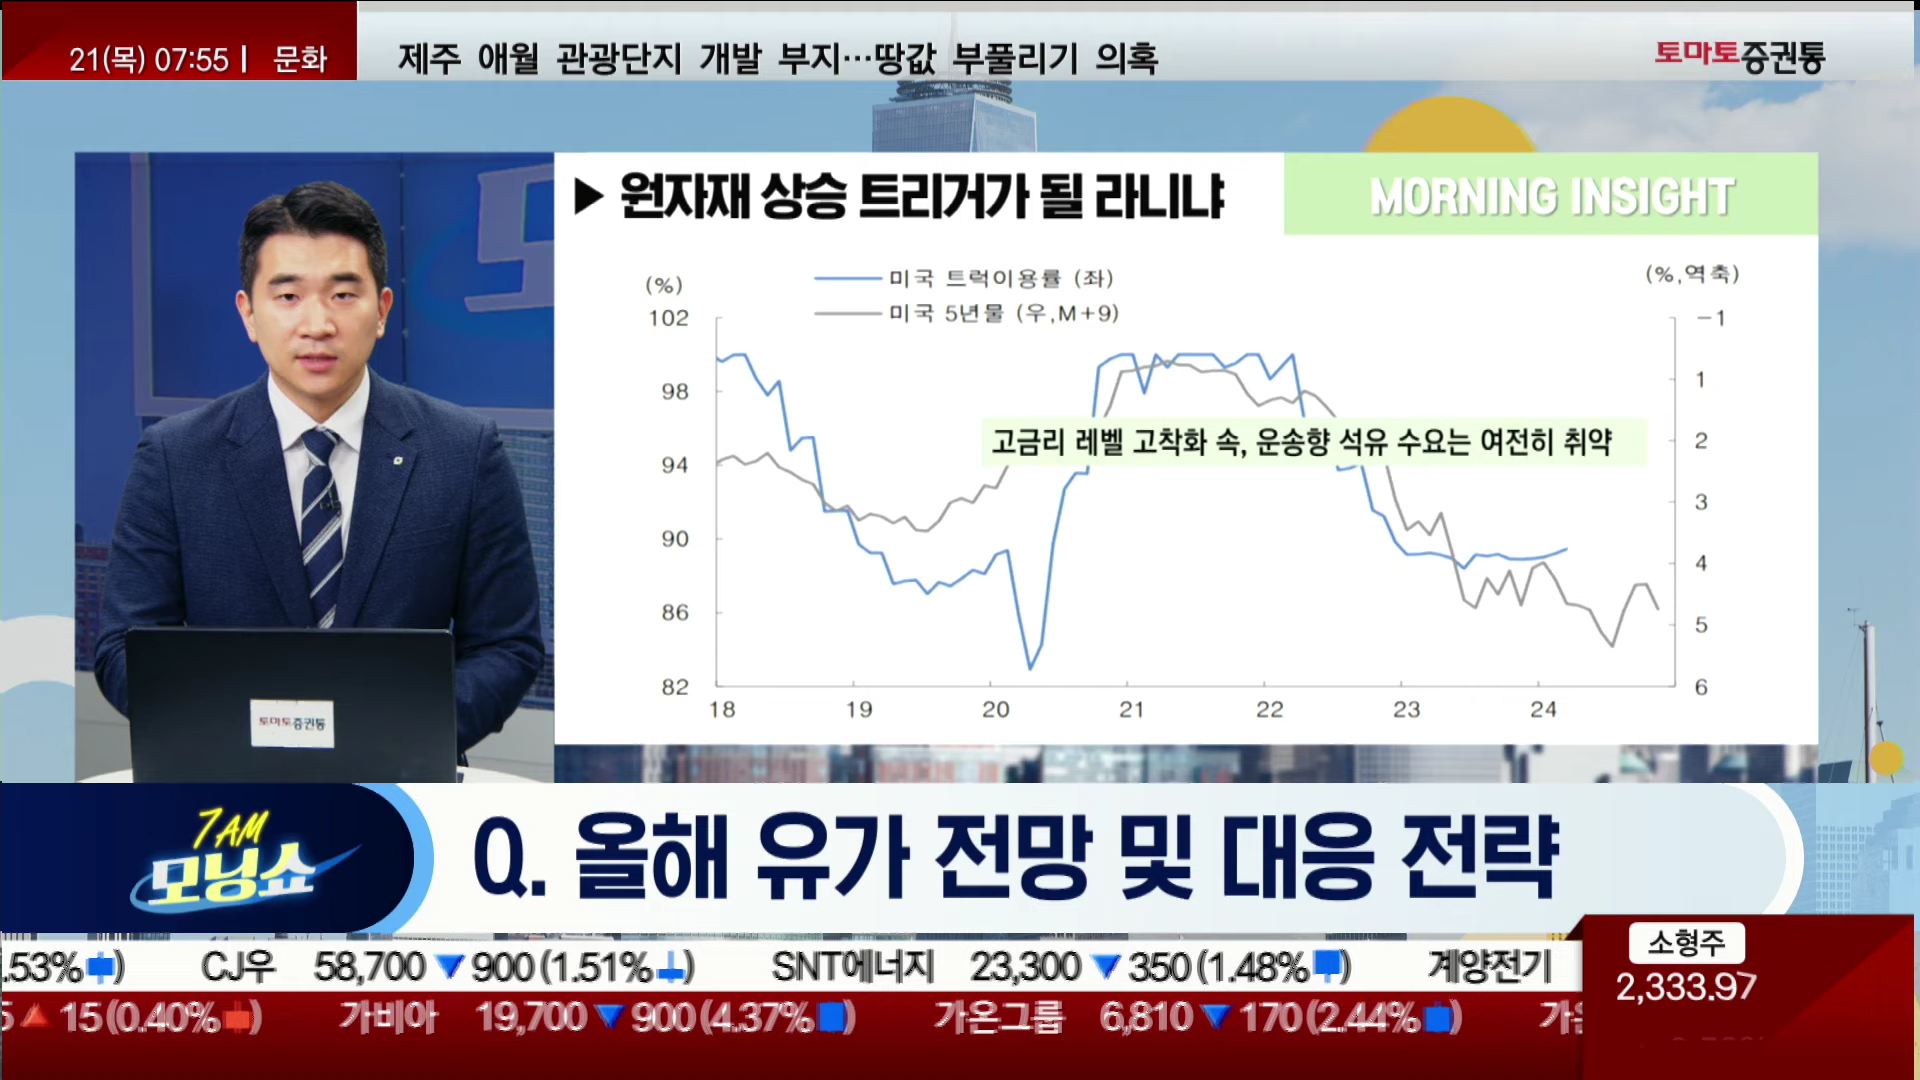 21(목) 07:55 | 문화
제주 애월 관광단지 개발 부지…땅값 부풀리기 의혹
토마토증권통
▶ 원자재 상승 트리거가 될 라니냐
MORNING INSIGHT
(%)
미국 트럭이용률 (좌)
미국 5년물 (우,M+9)
(%,역축)
102
98
94
90
86
82
-1
1
2
3
4
5
6
고금리 레벨 고착화 속, 운송향 석유 수요는 여전히 취약
18 19 20 21 22 23 24
토마토증권통
7 AM
모닝쇼
Q. 올해 유가 전망 및 대응 전략
.53% ) CJ우 58,700 ▼ 900 (1.51% ) SNT에너지 23,300 ▼ 350 (1.48% ) 계양전기
5 ▲ 15 (0.40% ) 가비아 19,700 ▼ 900 (4.37% ) 가온그룹 6,810 ▼ 170 (2.44% )
소형주
2,333.97